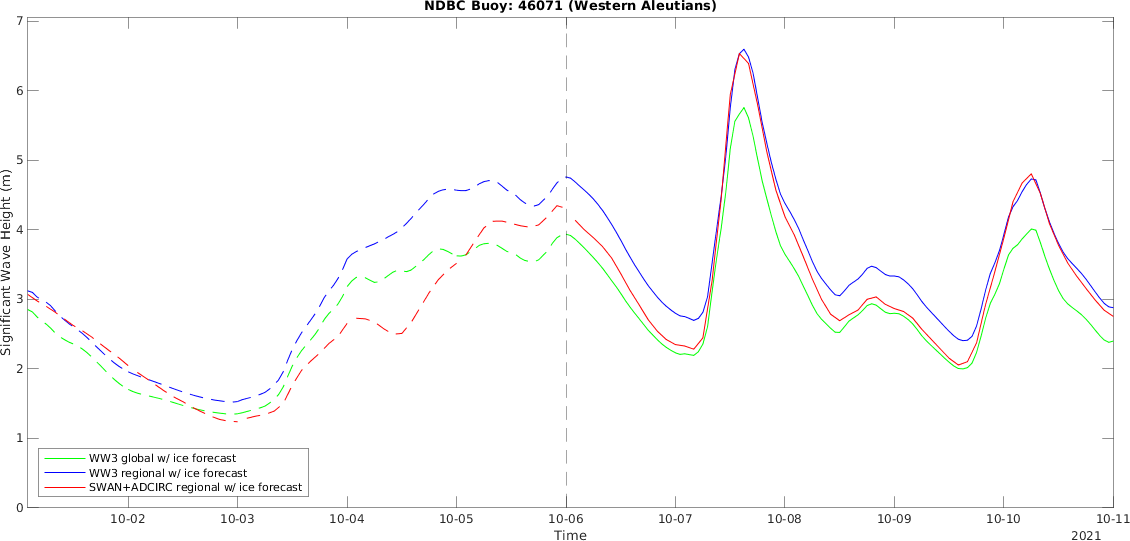 NDBC Buoy: 46071 (Western Aleutians)
7
6
5
4
3
2
1
0
Significant Wave Height (m)
WW3 global w/ ice forecast
WW3 regional w/ ice forecast
SWAN+ADCIRC regional w/ ice forecast
10-02 10-03 10-04 10-05 10-06 10-07 10-08 10-09 10-10 10-11
Time
2021